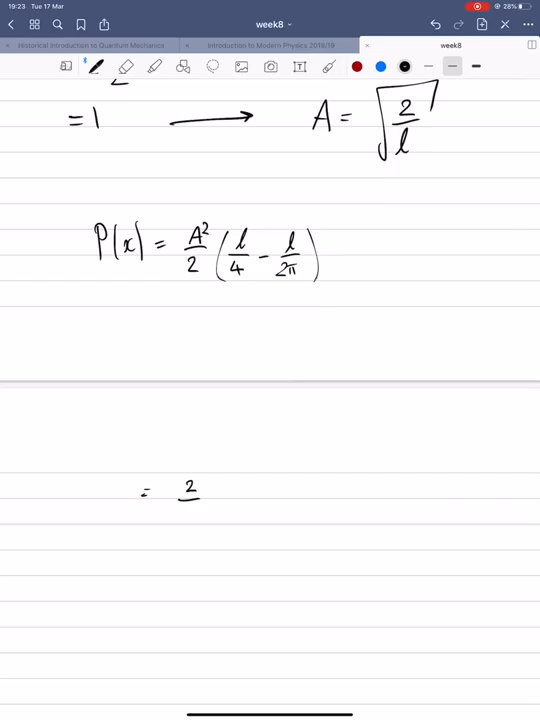 19:23 Tue 17 Mar 28%
week8
Historical Introduction to Quantum Mechanics Introduction to Modern Physics 2018/19 week8
= 1 ⟶ A = √(2/l)
P(x) = A²/2 (l/4 − l/2π)
= 2